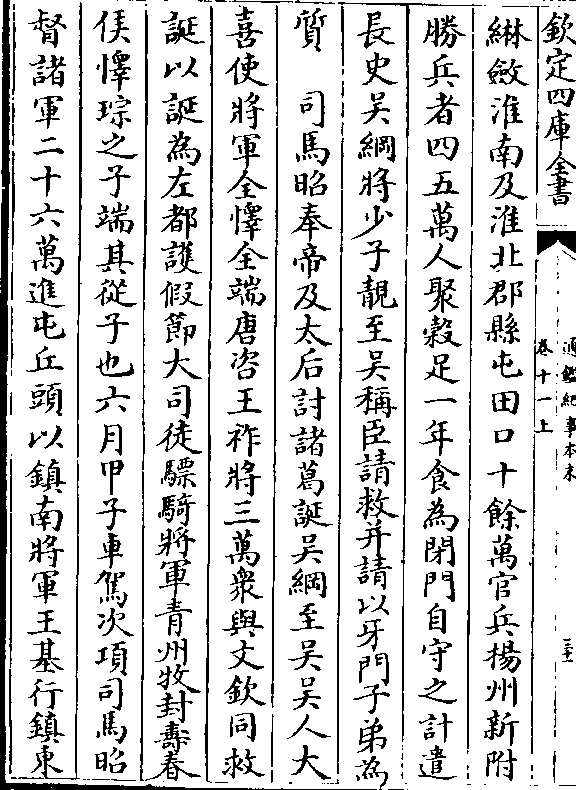 欽定四庫全書
通鑑紀事本末
卷十一上
綝斂淮南及淮北郡縣屯田口十餘萬官兵揚州新附
勝兵者四五萬人聚穀足一年食為閉門自守之計遣
長史吳綱將少子靚至吳稱臣請救并請以牙門子弟為
質 司馬昭奉帝及太后討諸葛誕吳綱至吳吳人大
喜使將軍全懌全端唐咨王祚將三萬衆與文欽同救
誕以誕為左都護假節大司徒驃騎將軍青州牧封壽春
侯懌琮之子端其從子也六月甲子車駕次項司馬昭
督諸軍二十六萬進屯丘頭以鎮南將軍王基行鎮東